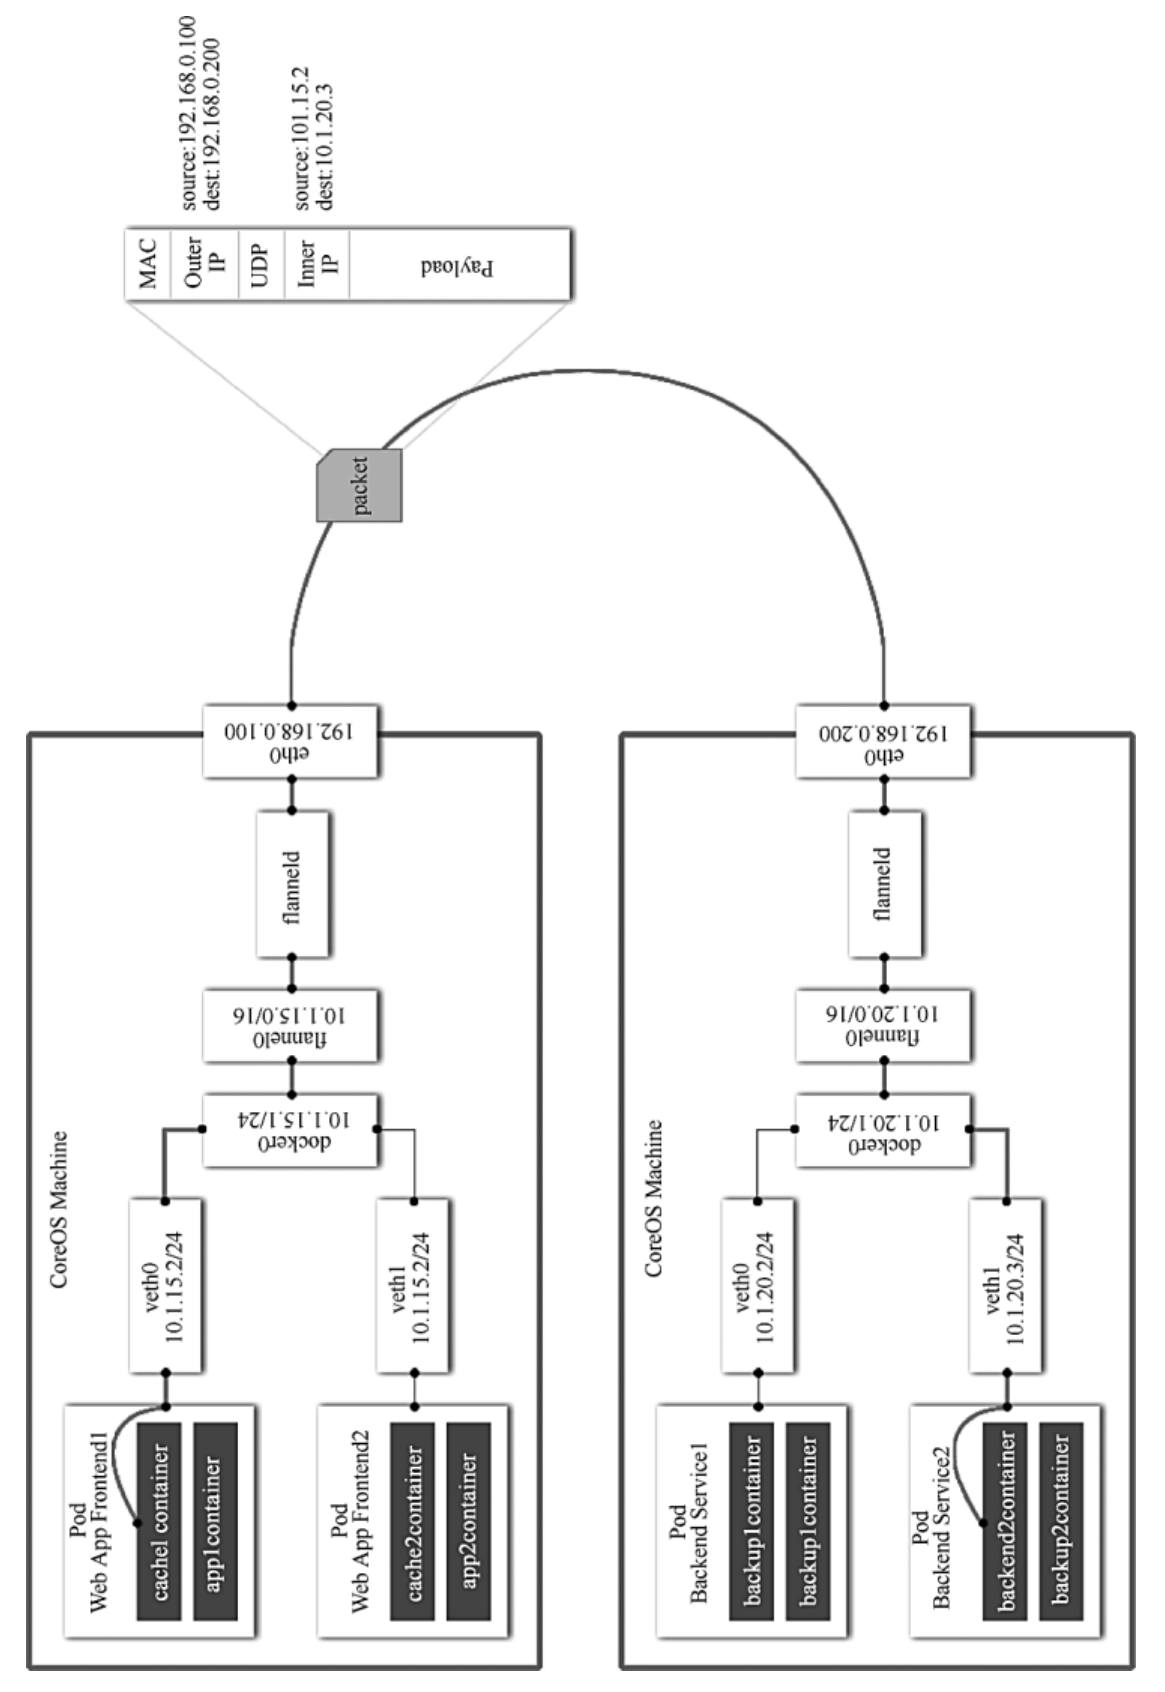 MAC
Outer
IP
source:192.168.0.100
dest:192.168.0.200
UDP
Inner
IP
source:101.15.2
dest:10.1.20.3
Payload
packet
CoreOS Machine
eth0
192.168.0.100
flanneld
flannel0
10.1.15.0/16
docker0
10.1.15.1/24
veth0
10.1.15.2/24
veth1
10.1.15.2/24
Pod
Web App Frontend1
cache1 container
app1container
Pod
Web App Frontend2
cache2container
app2container
CoreOS Machine
eth0
192.168.0.200
flanneld
flannel0
10.1.20.0/16
docker0
10.1.20.1/24
veth0
10.1.20.2/24
veth1
10.1.20.3/24
Pod
Backend Service1
backup1container
backup1container
Pod
Backend Service2
backend2container
backup2container